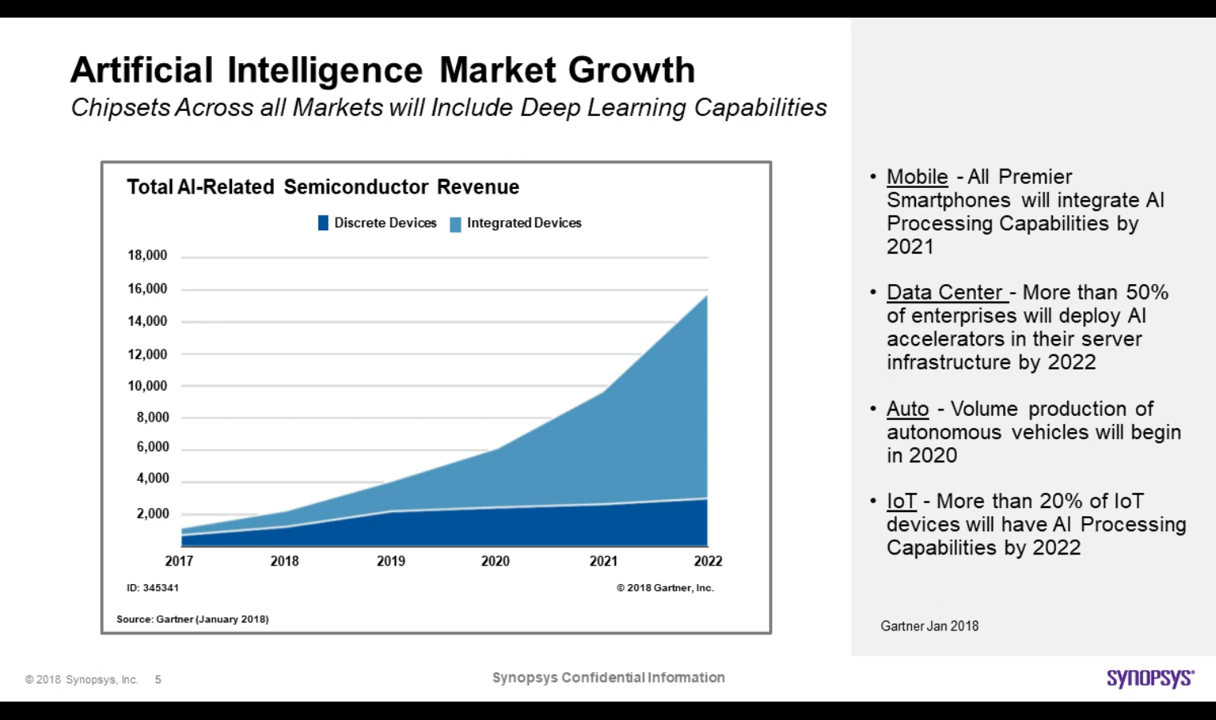 Artificial Intelligence Market Growth
Chipsets Across all Markets will Include Deep Learning Capabilities
Total AI-Related Semiconductor Revenue
Discrete Devices Integrated Devices
18,000
16,000
14,000
12,000
10,000
8,000
6,000
4,000
2,000
2017 2018 2019 2020 2021 2022
ID: 345341 © 2018 Gartner, Inc.
Source: Gartner (January 2018)
• Mobile - All Premier
Smartphones will integrate AI
Processing Capabilities by
2021
• Data Center - More than 50%
of enterprises will deploy AI
accelerators in their server
infrastructure by 2022
• Auto - Volume production of
autonomous vehicles will begin
in 2020
• IoT - More than 20% of IoT
devices will have AI Processing
Capabilities by 2022
Gartner Jan 2018
© 2018 Synopsys, Inc. 5
Synopsys Confidential Information
SYNOPSYS®